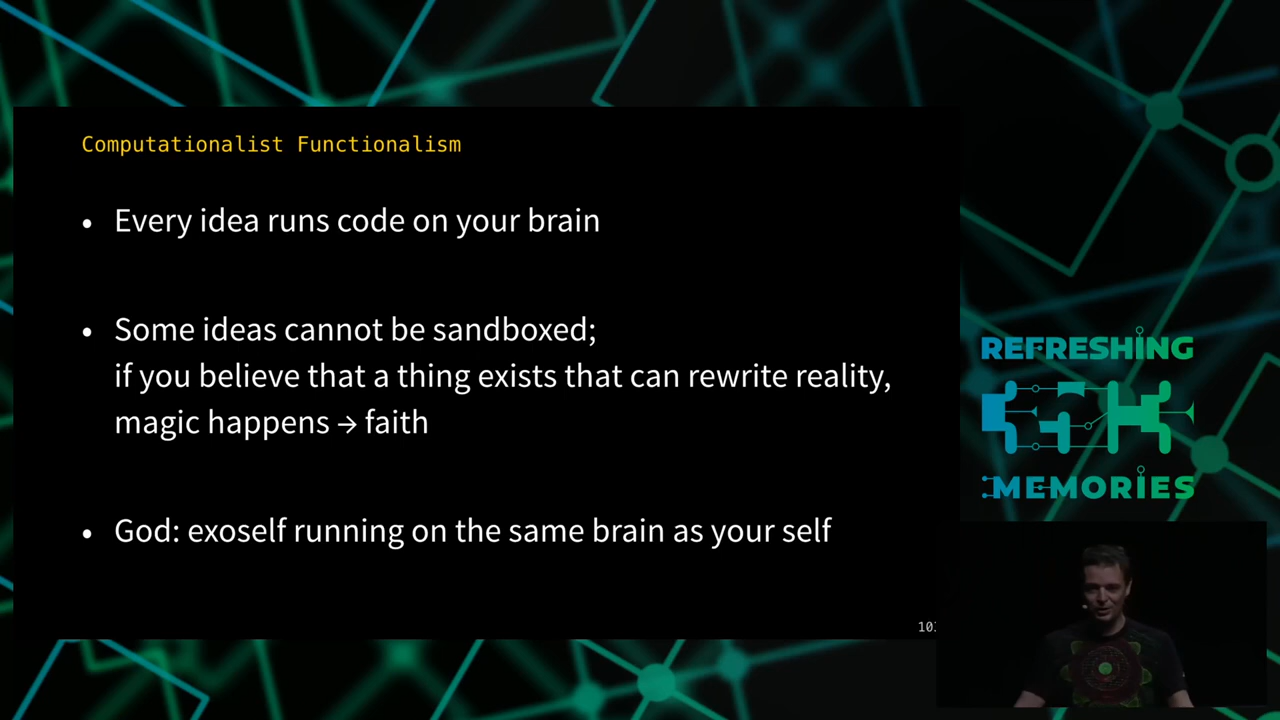 Computationalist Functionalism
• Every idea runs code on your brain
• Some ideas cannot be sandboxed;
if you believe that a thing exists that can rewrite reality,
magic happens → faith
• God: exoself running on the same brain as your self
REFRESHING
MEMORIES